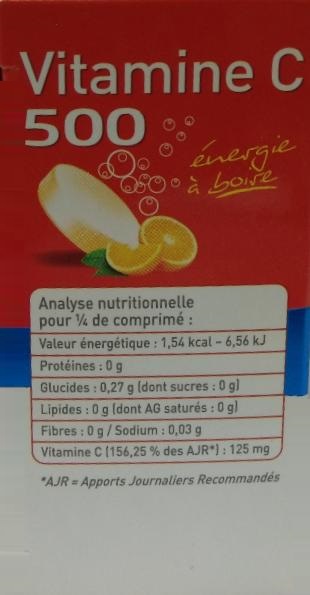 Vitamine C
500
énergie
à boire
Analyse nutritionnelle
pour ¼ de comprimé :
Valeur énergétique : 1,54 kcal - 6,56 kJ
Protéines : 0 g
Glucides : 0,27 g (dont sucres : 0 g)
Lipides : 0 g (dont AG saturés : 0 g)
Fibres : 0 g / Sodium : 0,03 g
Vitamine C (156,25 % des AJR*) : 125 mg
*AJR = Apports Journaliers Recommandés